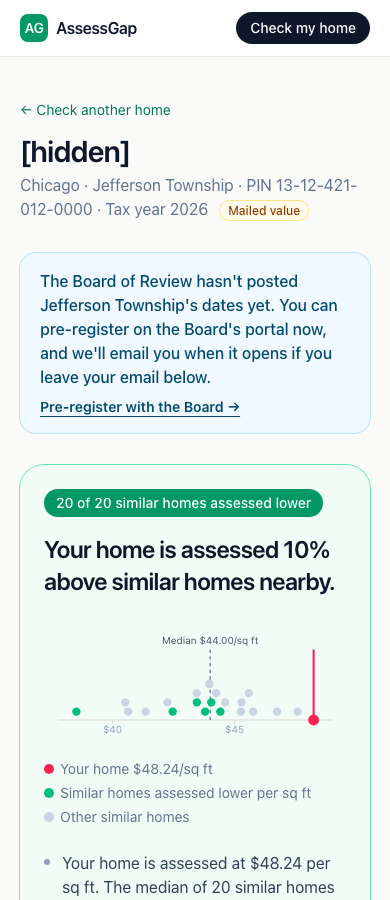 AG AssessGap Check my home
← Check another home
[hidden]
Chicago · Jefferson Township · PIN 13-12-421-
012-0000 · Tax year 2026 Mailed value
The Board of Review hasn't posted
Jefferson Township's dates yet. You can
pre-register on the Board's portal now,
and we'll email you when it opens if you
leave your email below.
Pre-register with the Board →
20 of 20 similar homes assessed lower
Your home is assessed 10%
above similar homes nearby.
Median $44.00/sq ft
$40 $45
Your home $48.24/sq ft
Similar homes assessed lower per sq ft
Other similar homes
Your home is assessed at $48.24 per
sq ft. The median of 20 similar homes